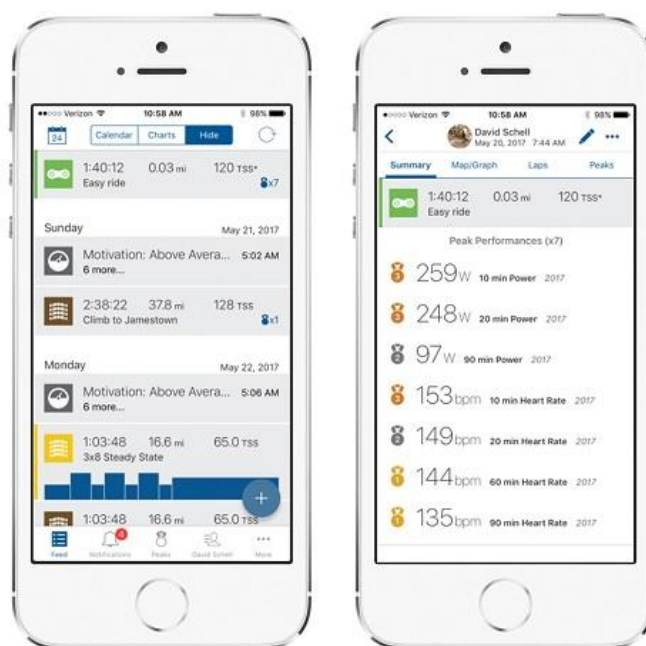 Verizon 10:58 AM 98%
24 Calendar Charts Hide
1:40:12 0.03 mi 120 TSS*
Easy ride x7
Sunday May 21, 2017
Motivation: Above Avera... 5:02 AM
6 more...
2:38:22 37.8 mi 128 TSS
Climb to Jamestown x1
Monday May 22, 2017
Motivation: Above Avera... 5:06 AM
6 more...
1:03:48 16.6 mi 65.0 TSS
3x8 Steady State
+
1:03:48 16.6 mi 65.0 TSS
4
Feed Notifications Peaks David Schell More
Verizon 10:58 AM 98%
David Schell
May 20, 2017 7:44 AM
Summary Map/Graph Laps Peaks
1:40:12 0.03 mi 120 TSS*
Easy ride
Peak Performances (x7)
3 259W 10 min Power 2017
3 248W 20 min Power 2017
2 97W 90 min Power 2017
3 153bpm 10 min Heart Rate 2017
2 149bpm 20 min Heart Rate 2017
1 144bpm 60 min Heart Rate 2017
1 135bpm 90 min Heart Rate 2017